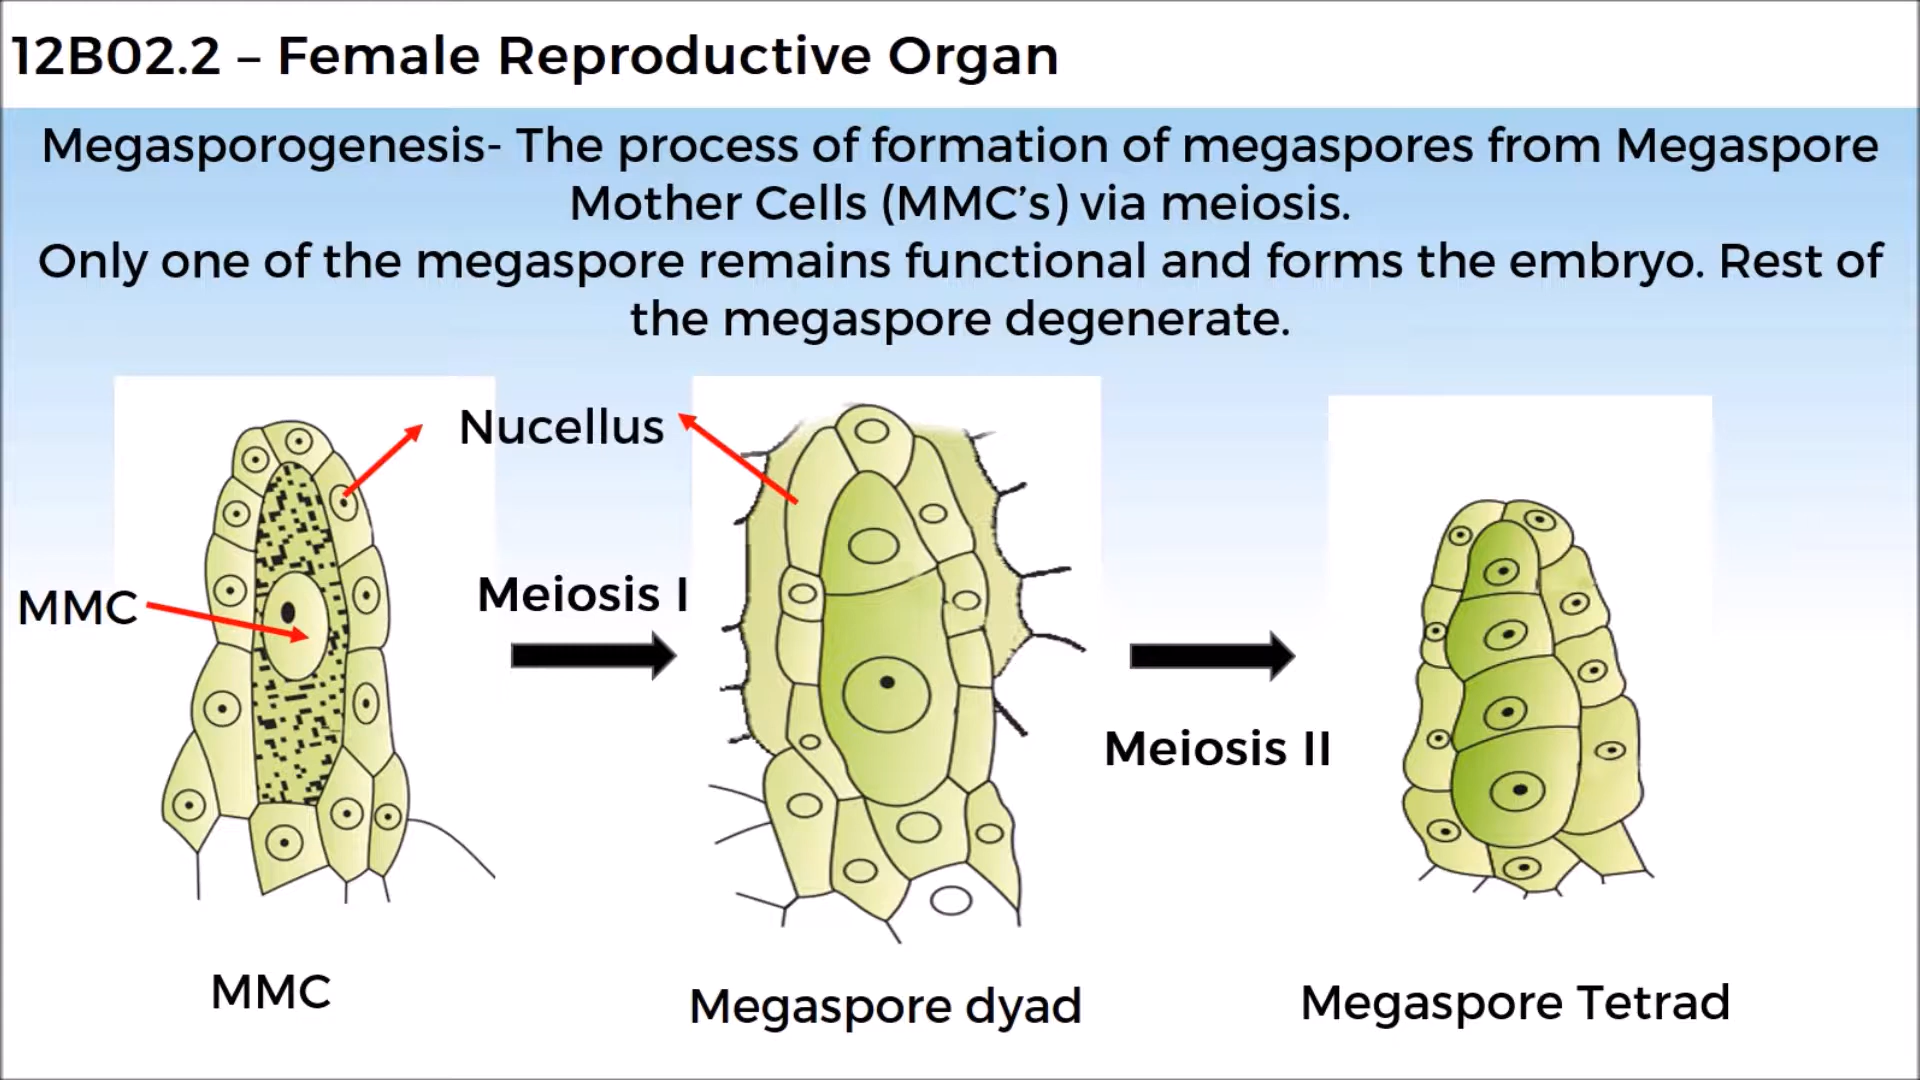 12B02.2 – Female Reproductive Organ
Megasporogenesis- The process of formation of megaspores from Megaspore
Mother Cells (MMC’s) via meiosis.
Only one of the megaspore remains functional and forms the embryo. Rest of
the megaspore degenerate.
Nucellus
MMC
Meiosis I
Meiosis II
MMC
Megaspore dyad
Megaspore Tetrad